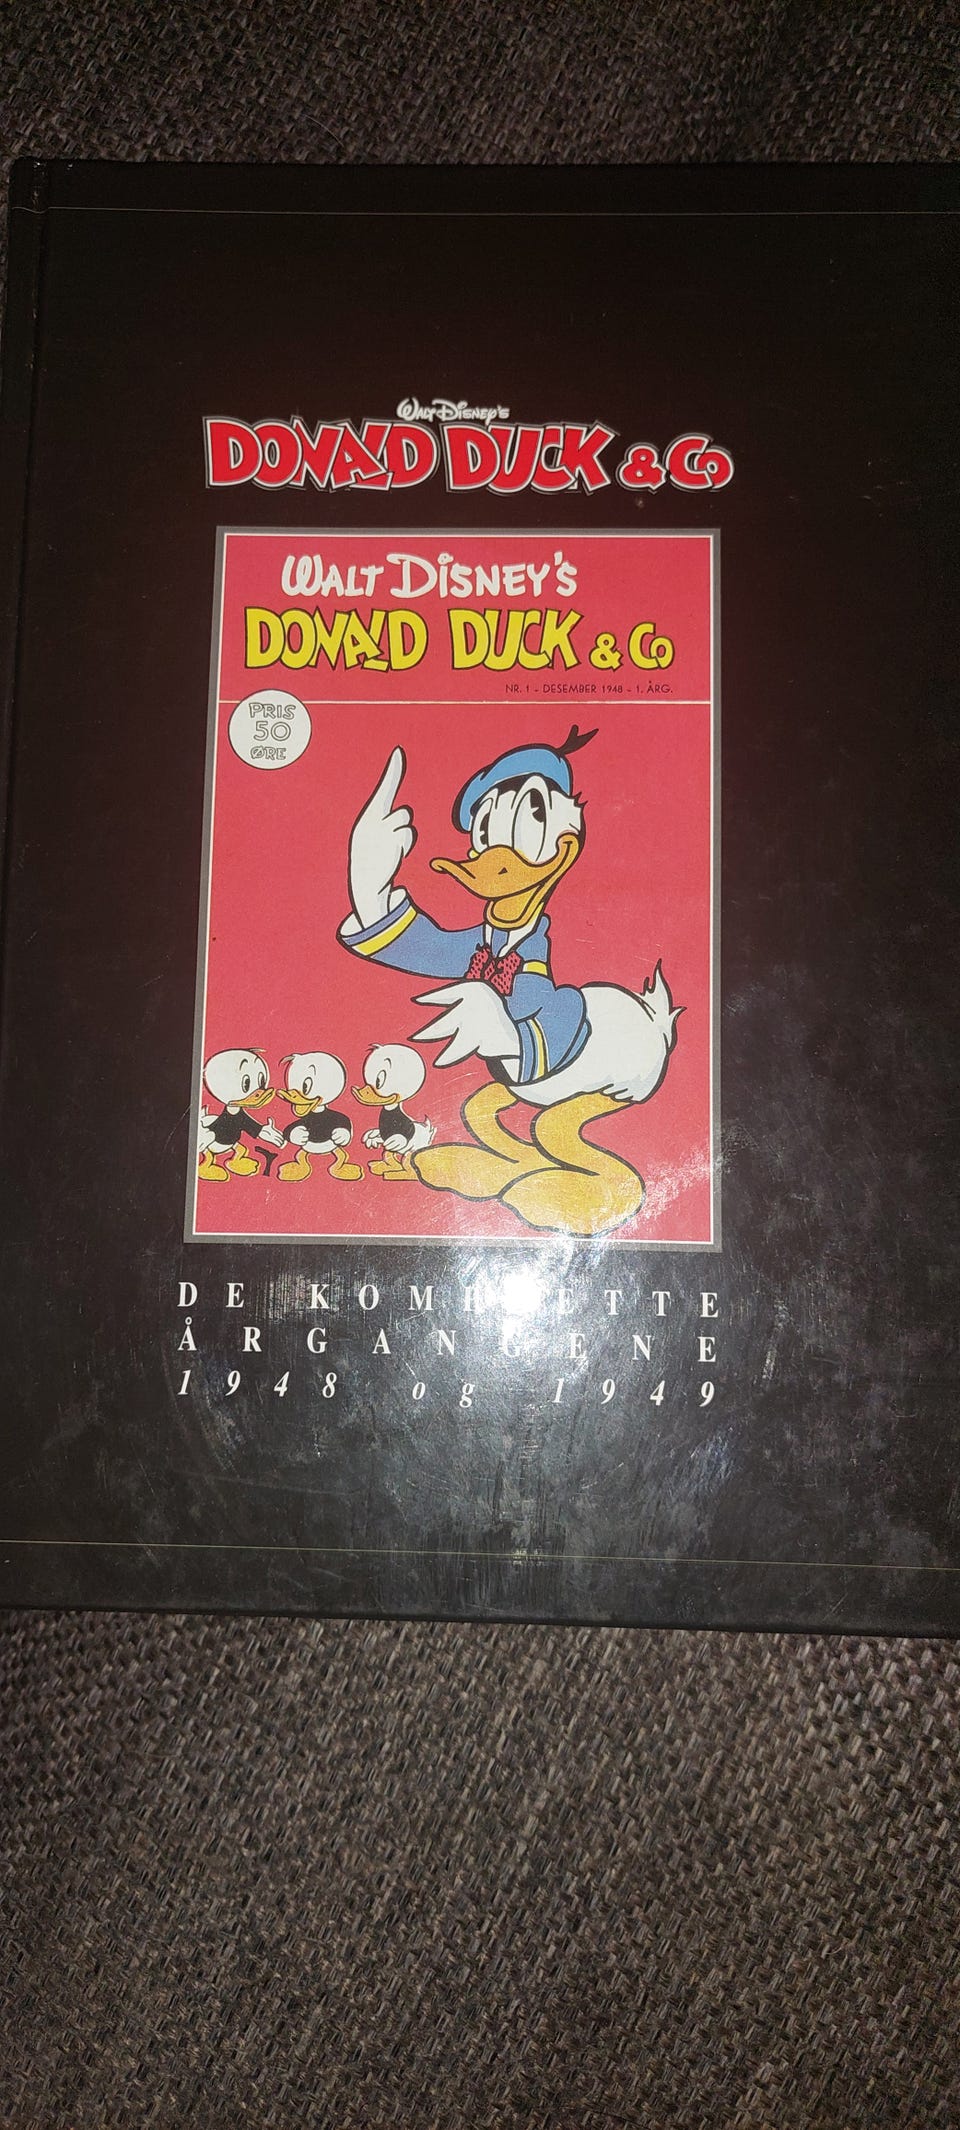 Walt Disney's
DONALD DUCK & Co
WALT DISNEY'S
DONALD DUCK & Co
NR. 1 - DESEMBER 1948 - 1. ÅRG.
PRIS
50
ØRE
DE KOMPLETTE
ÅRGANGENE
1948 og 1949